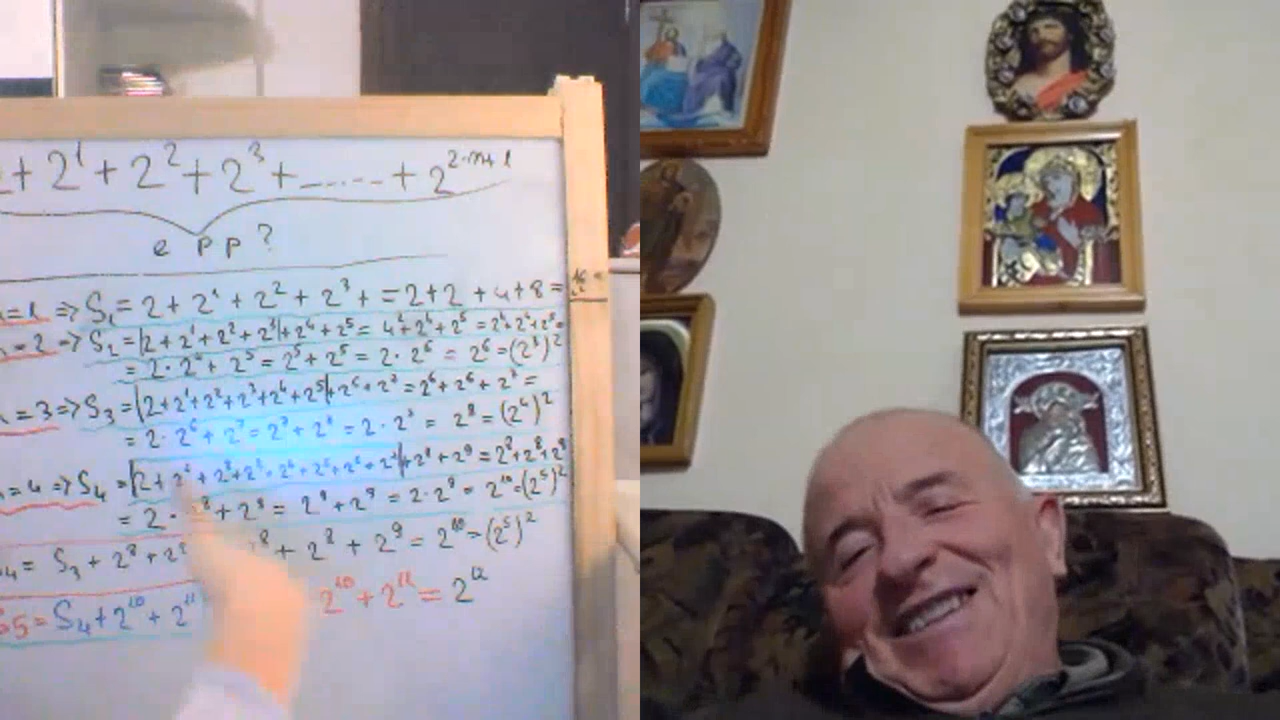 + 2¹ + 2² + 2³ + ..... + 2^{2·n+1}
e pp ?
n=1 => S₁ = 2 + 2¹ + 2² + 2³ + = 2+2 + 4+8 =
n=2 => S₂ = |2 + 2¹ + 2² + 2³| + 2⁴ + 2⁵ = 4² + 2⁴ + 2⁵ = 2⁴+2⁴+2⁵ =
= 2·2⁴ + 2⁵ = 2⁵ + 2⁵ = 2·2⁶ = 2⁶ = (2³)²
n=3 => S₃ = |2+2¹+2²+2³+2⁴+2⁵|+2⁶+2⁷ = 2⁶+2⁶+2⁷ =
= 2·2⁶ + 2⁷ = 2⁷ + 2⁷ = 2·2⁷ = 2⁸ = (2⁴)²
n=4 => S₄ = |2+2¹+2²+2³+2⁴+2⁵+2⁶+2⁷|+2⁸+2⁹ = 2⁸+2⁸+2⁹
= 2· 2⁸ + 2⁹ = 2⁹ + 2⁹ = 2·2⁹ = 2¹⁰ = (2⁵)²
S₄ = S₃ + 2⁸ + 2⁹ 2⁸ + 2⁸ + 2⁹ = 2¹⁰ = (2⁵)²
S5 = S₄ + 2¹⁰ + 2¹¹ 2¹⁰ + 2¹¹ = 2¹²